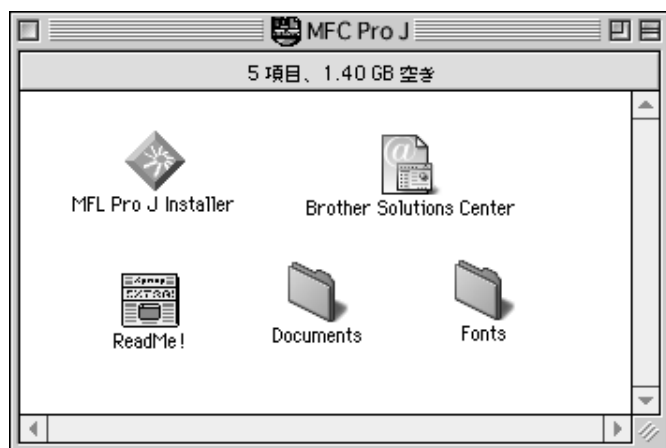 MFC Pro J
5 項目、1.40 GB 空き
MFL Pro J Installer
Brother Solutions Center
ReadMe!
Documents
Fonts